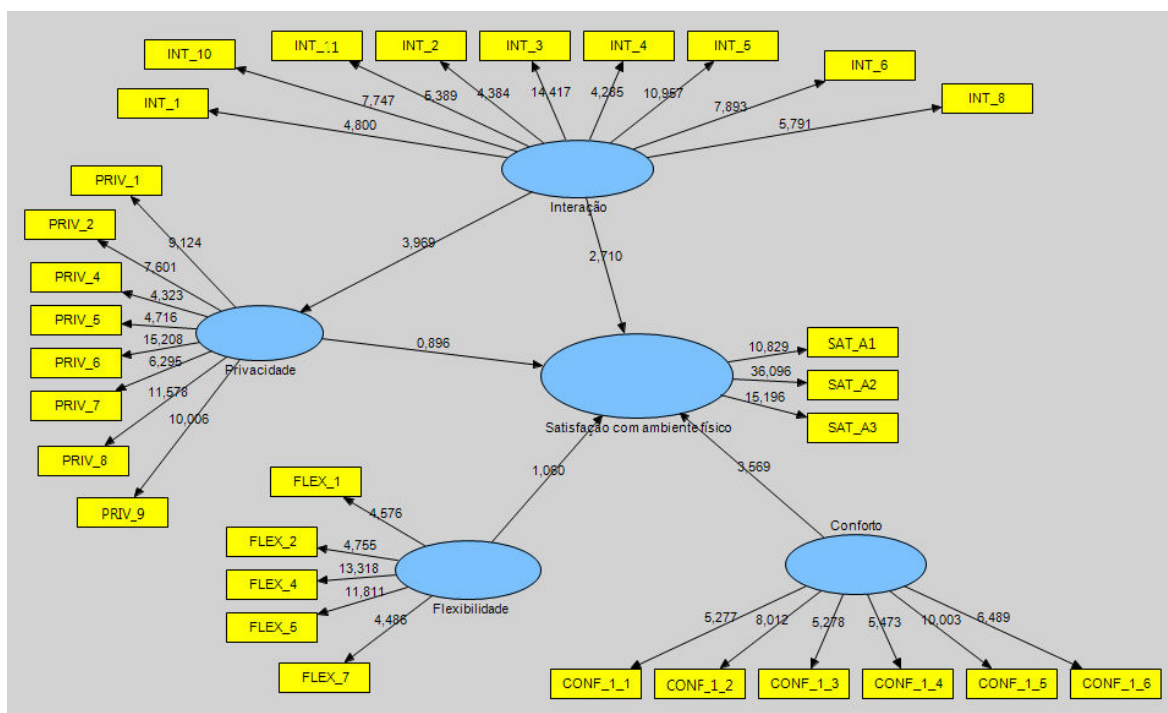 INT_10
INT_11
INT_2
INT_3
INT_4
INT_5
INT_6
INT_1
INT_8
7,747
5,389
4,384
14,417
4,285
10,957
7,893
4,800
5,791
Interação
PRIV_1
PRIV_2
PRIV_4
PRIV_5
PRIV_6
PRIV_7
PRIV_8
PRIV_9
9,124
7,601
4,323
4,716
15,208
6,295
11,578
10,006
Privacidade
3,969
2,710
0,896
Satisfação com ambiente físico
10,829
36,096
15,196
SAT_A1
SAT_A2
SAT_A3
1,060
3,569
FLEX_1
FLEX_2
FLEX_4
FLEX_5
FLEX_7
4,576
4,755
13,318
11,811
4,486
Flexibilidade
Conforto
5,277
8,012
5,278
5,473
10,003
6,489
CONF_1_1
CONF_1_2
CONF_1_3
CONF_1_4
CONF_1_5
CONF_1_6